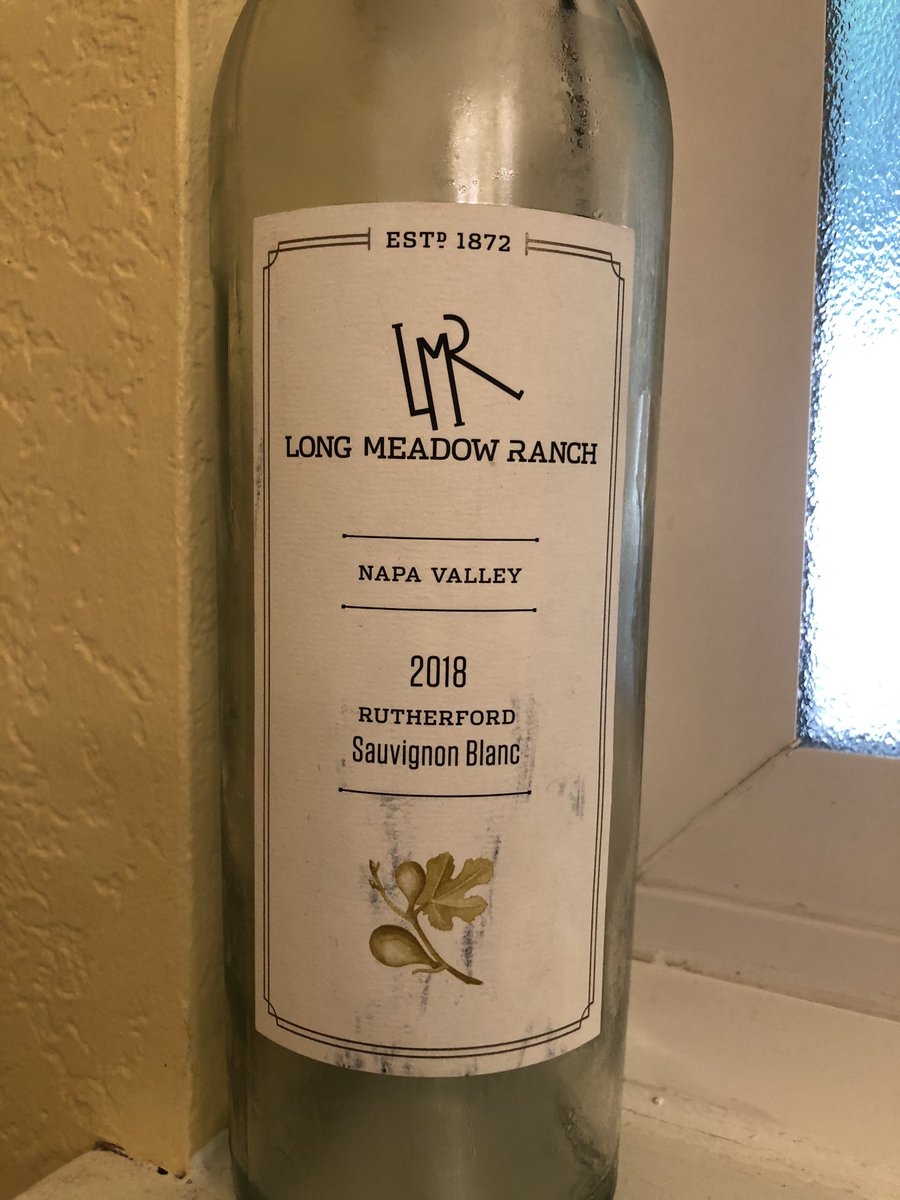 ESTᴰ 1872
LMR
LONG MEADOW RANCH
NAPA VALLEY
2018
RUTHERFORD
Sauvignon Blanc